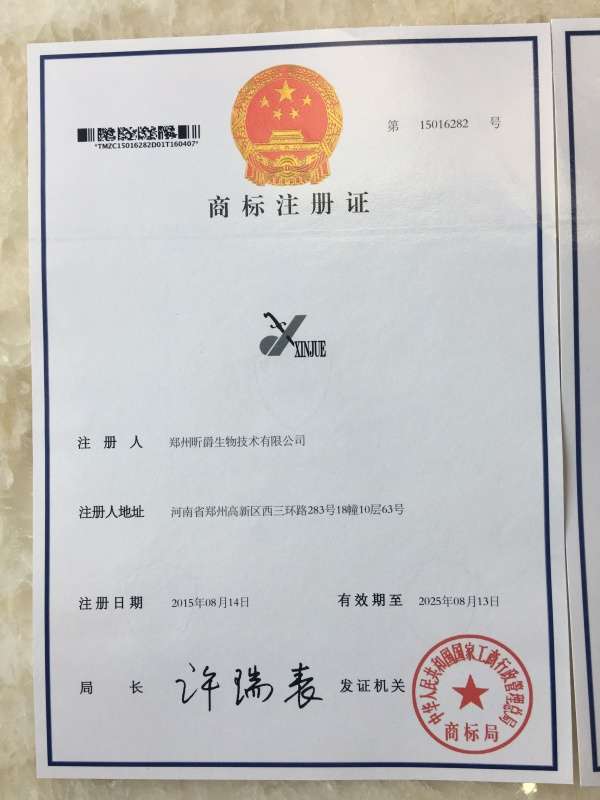 第 15016282 号
*TMZC15016282D01T160407*
商标注册证
XINJUE
注册人 郑州昕爵生物技术有限公司
注册人地址 河南省郑州高新区西三环路283号18幢10层63号
注册日期 2015年08月14日 有效期至 2025年08月13日
局长 许瑞表 发证机关
中华人民共和国国家工商行政管理总局
商标局